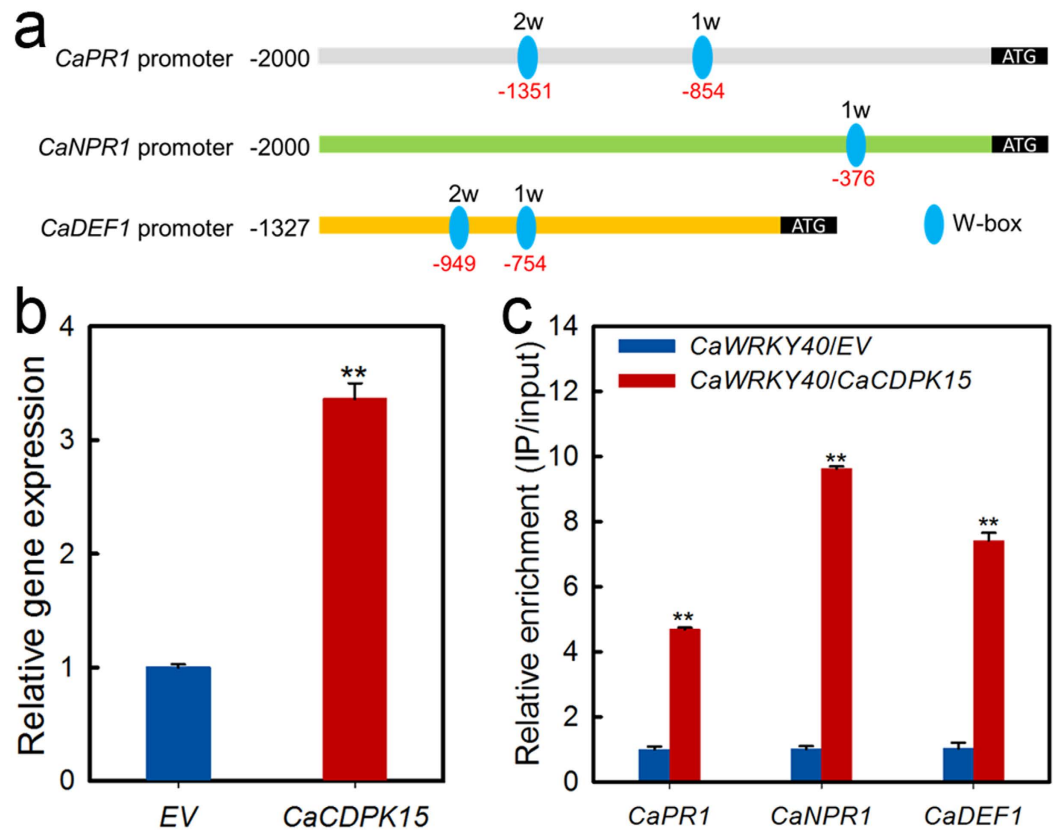 a
2w 1w
CaPR1 promoter -2000 ATG
-1351 -854
1w
CaNPR1 promoter -2000 ATG
-376
2w 1w
CaDEF1 promoter -1327 ATG W-box
-949 -754
b
Relative gene expression
4
3
2
1
0
**
EV CaCDPK15
c
Relative enrichment (IP/input)
14
12
10
8
6
4
2
0
CaWRKY40/EV
CaWRKY40/CaCDPK15
** ** **
CaPR1 CaNPR1 CaDEF1